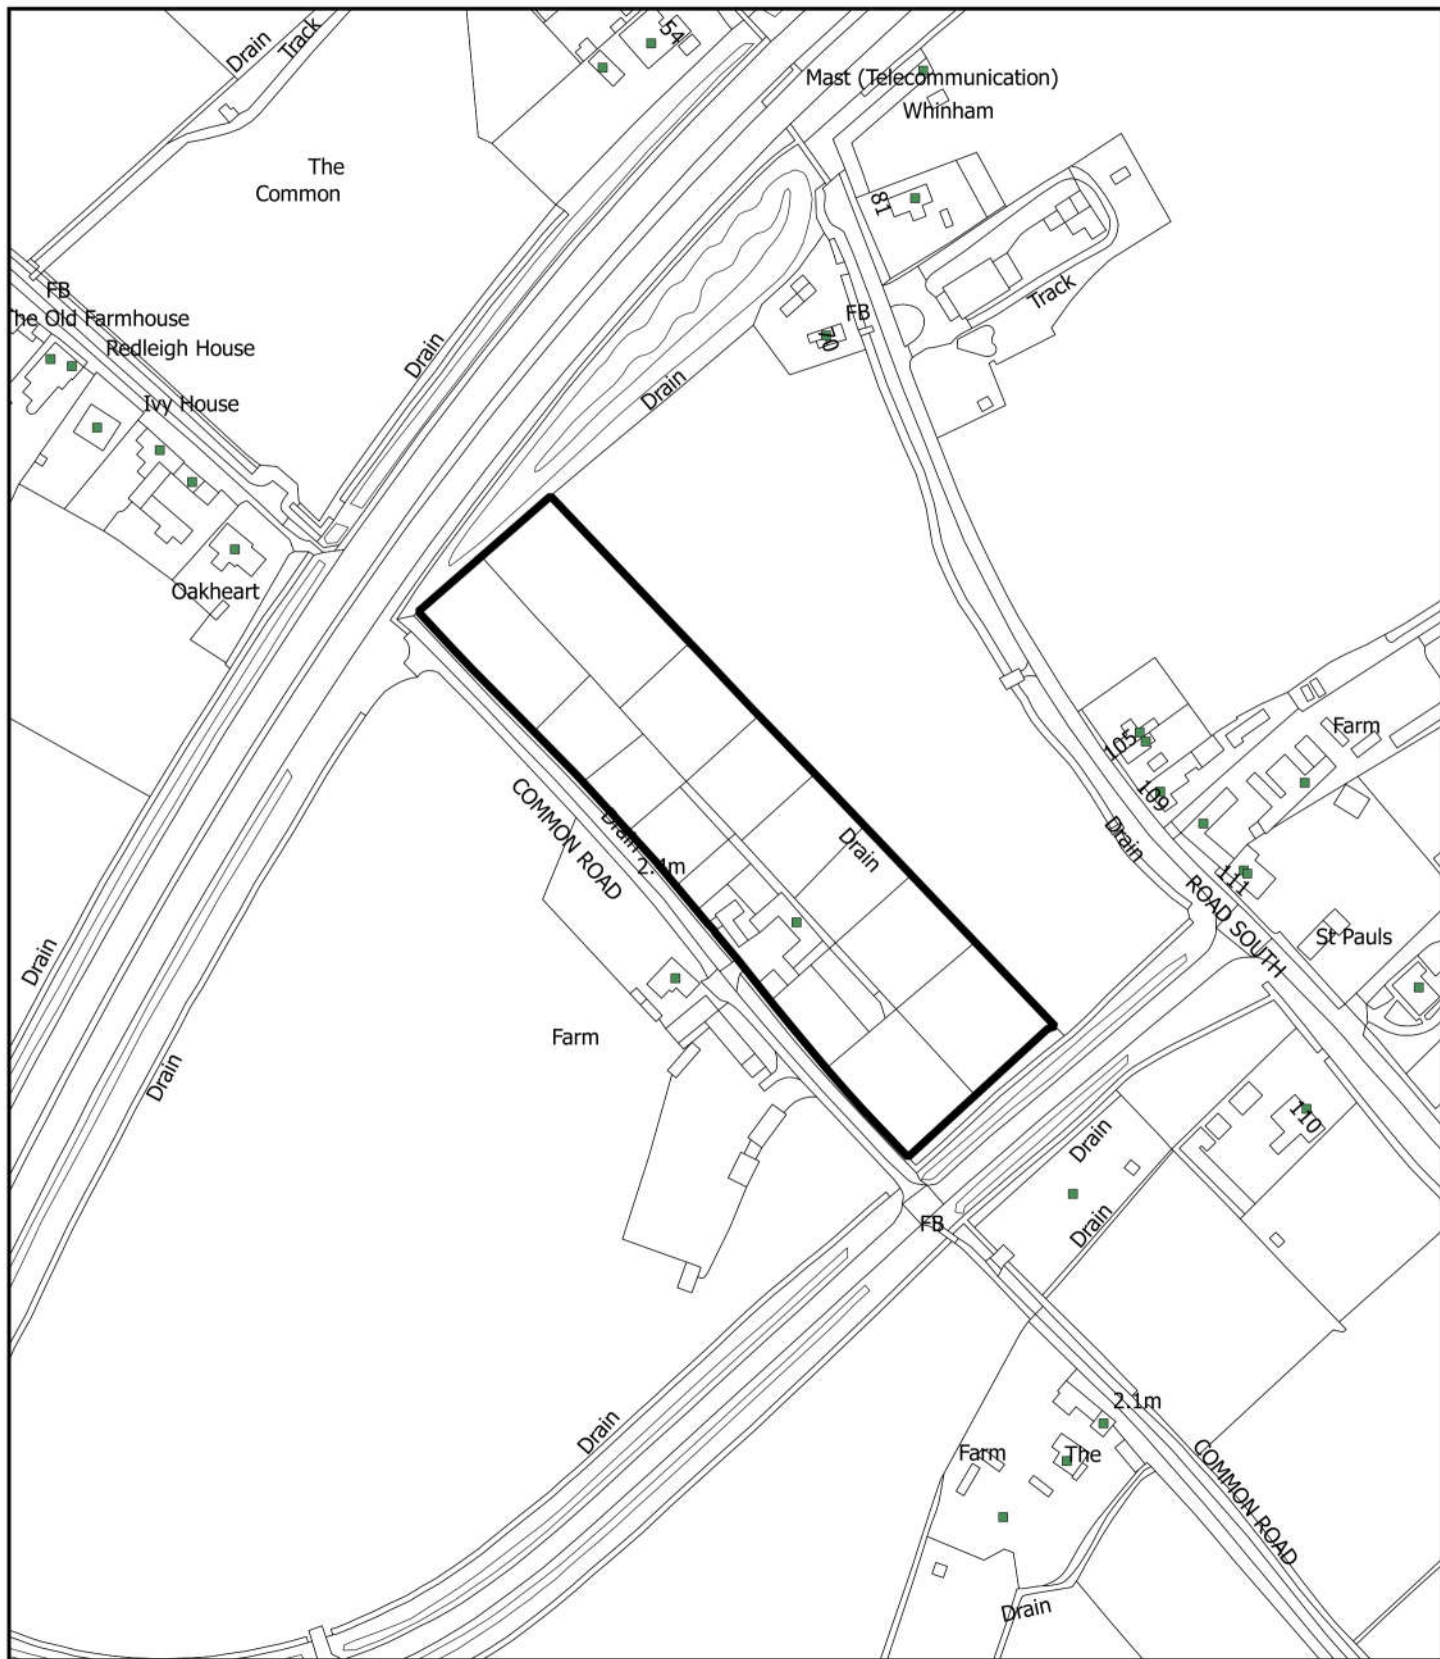 54
Drain
Track
Mast (Telecommunication)
Whinham
The
Common
81
FB
Track
FB
he Old Farmhouse
70
Redleigh House
Drain
Drain
Ivy House
Oakheart
Farm
105
109
COMMON ROAD
Drain
Drain
Drain
111
ROAD SOUTH
St Pauls
Drain
Farm
Drain
110
Drain
Drain
FB
2.1m
Drain
Farm
The
COMMON ROAD
Drain